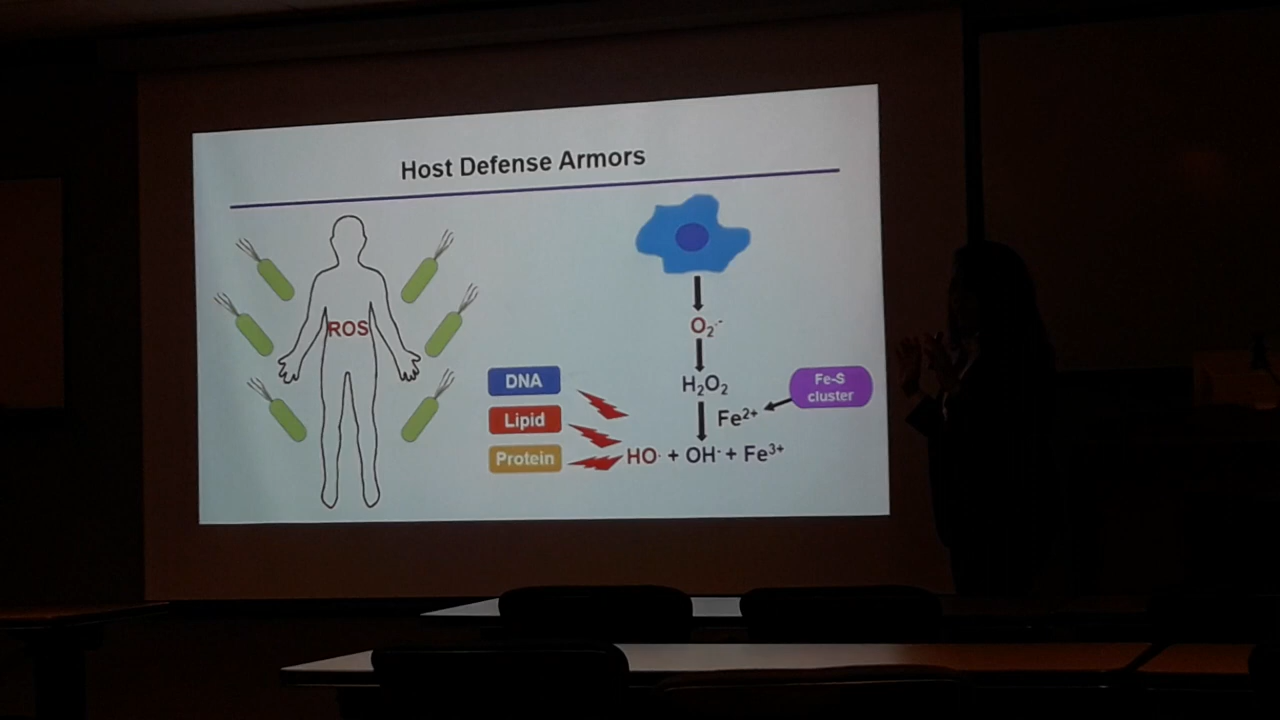 Host Defense Armors
ROS
O₂·⁻
H₂O₂
Fe-S
cluster
Fe²⁺
DNA
Lipid
Protein
HO· + OH⁻ + Fe³⁺